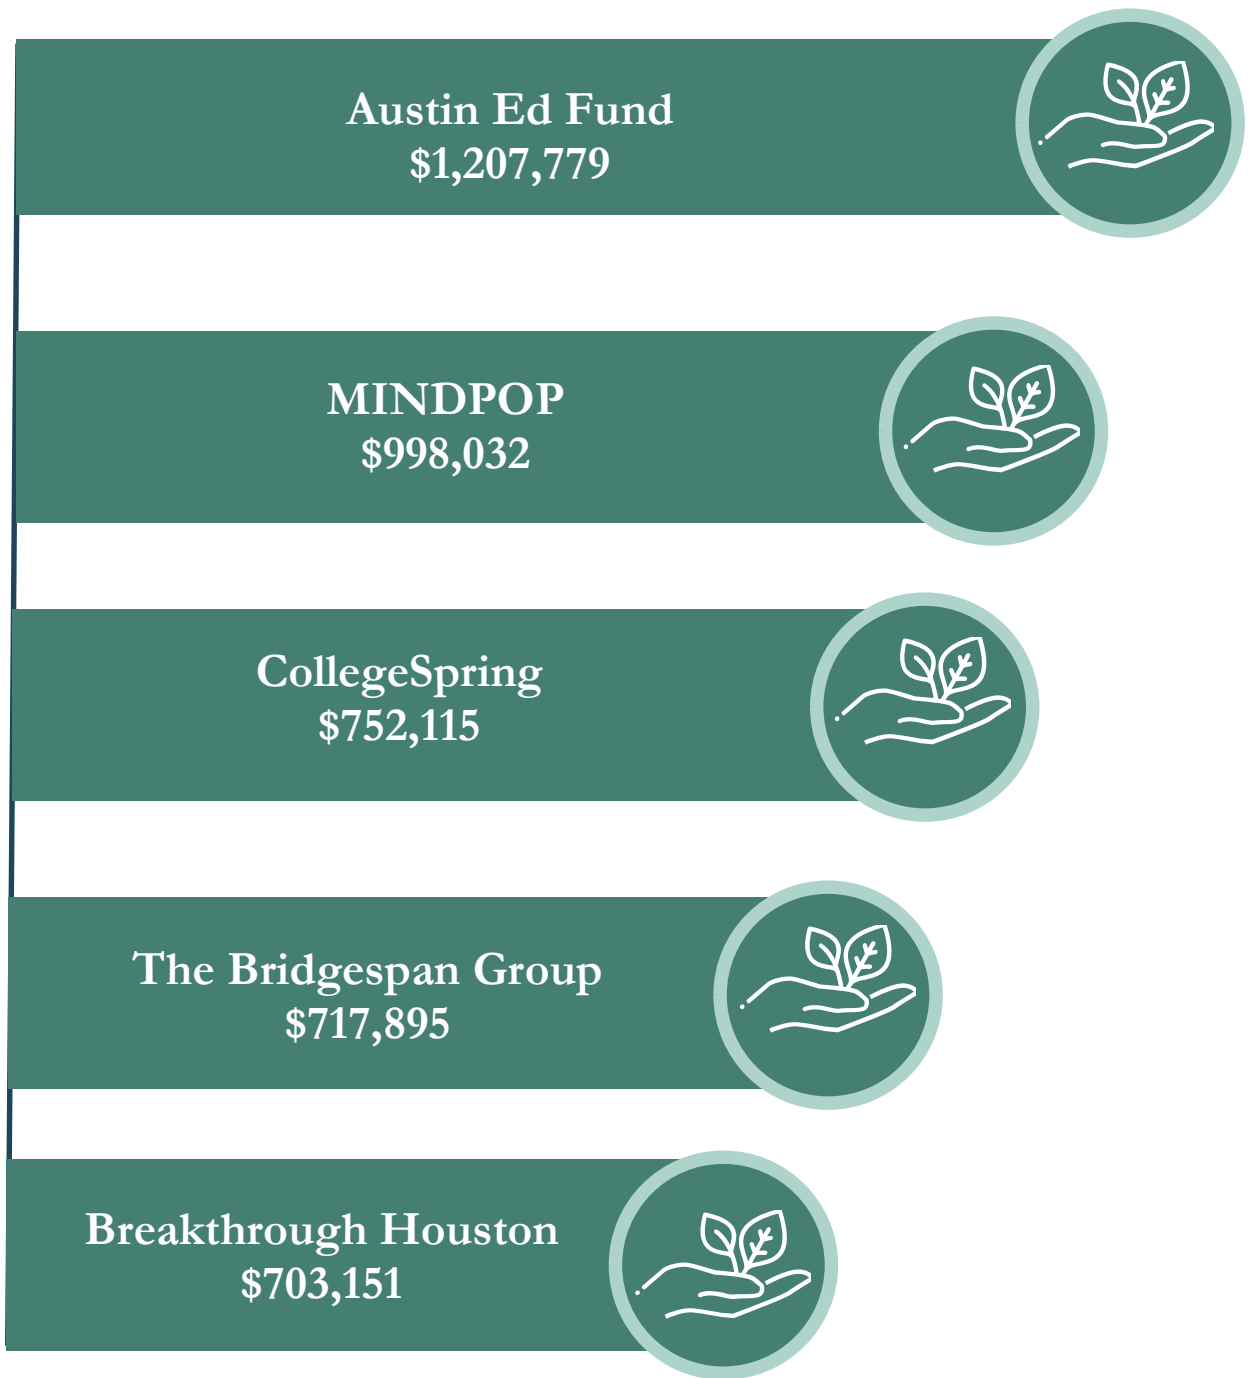 Austin Ed Fund
$1,207,779
MINDPOP
$998,032
CollegeSpring
$752,115
The Bridgespan Group
$717,895
Breakthrough Houston
$703,151